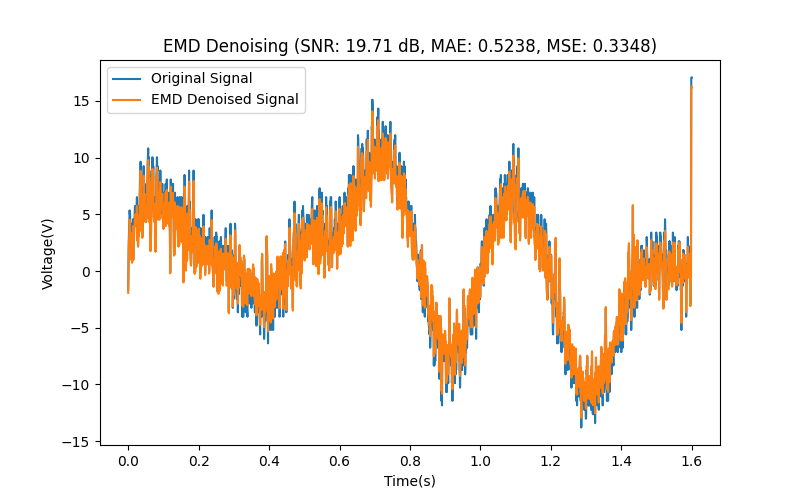 EMD Denoising (SNR: 19.71 dB, MAE: 0.5238, MSE: 0.3348)
Original Signal
EMD Denoised Signal
Voltage(V)
15
10
5
0
−5
−10
−15
0.0 0.2 0.4 0.6 0.8 1.0 1.2 1.4 1.6
Time(s)